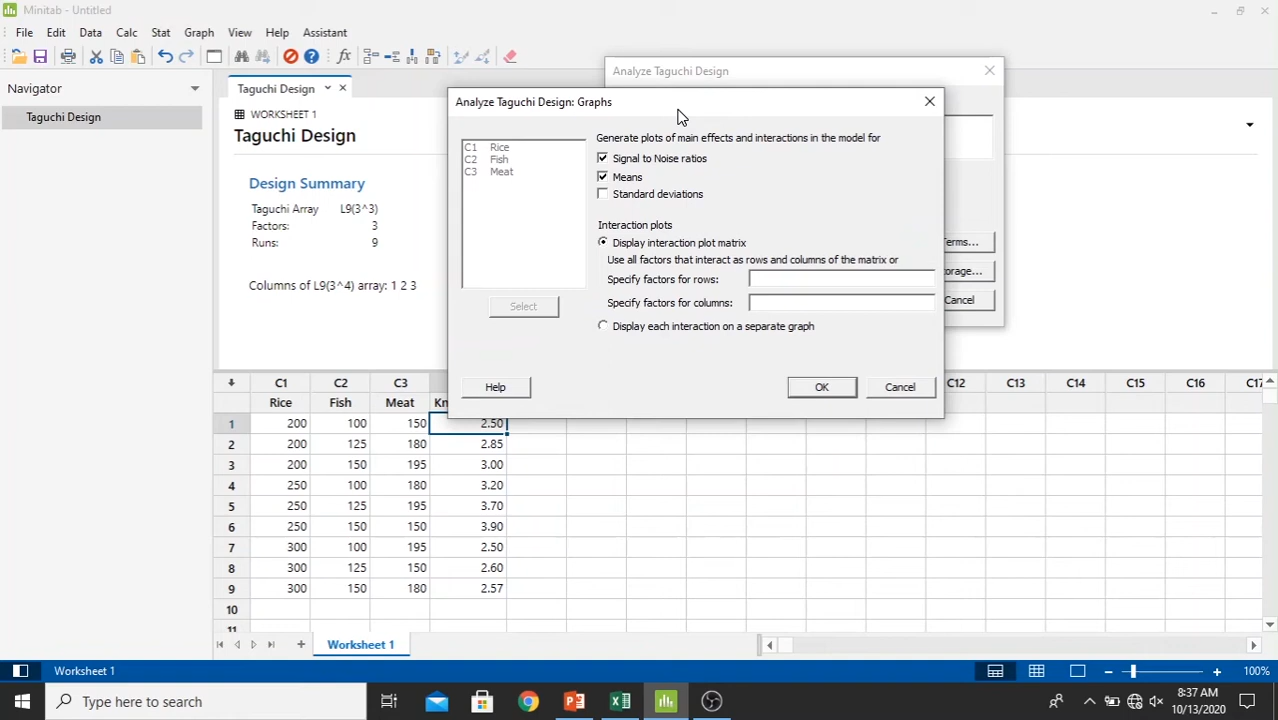 Minitab - Untitled
File Edit Data Calc Stat Graph View Help Assistant
Navigator
Taguchi Design
Taguchi Design
WORKSHEET 1
Taguchi Design
Design Summary
Taguchi Array L9(3^3)
Factors: 3
Runs: 9
Columns of L9(3^4) array: 1 2 3
Analyze Taguchi Design
Terms...
Cancel
Analyze Taguchi Design: Graphs
C1 Rice
C2 Fish
C3 Meat
Select
Generate plots of main effects and interactions in the model for
Signal to Noise ratios
Means
Standard deviations
Interaction plots
Display interaction plot matrix
Use all factors that interact as rows and columns of the matrix or
Specify factors for rows:
Specify factors for columns:
Display each interaction on a separate graph
Help OK Cancel
C1 C2 C3 C12 C13 C14 C15 C16 C17
Rice Fish Meat
1 200 100 150 2.50
2 200 125 180 2.85
3 200 150 195 3.00
4 250 100 180 3.20
5 250 125 195 3.70
6 250 150 150 3.90
7 300 100 195 2.50
8 300 125 150 2.60
9 300 150 180 2.57
10
11
Worksheet 1
Worksheet 1 100%
Type here to search
8:37 AM
10/13/2020